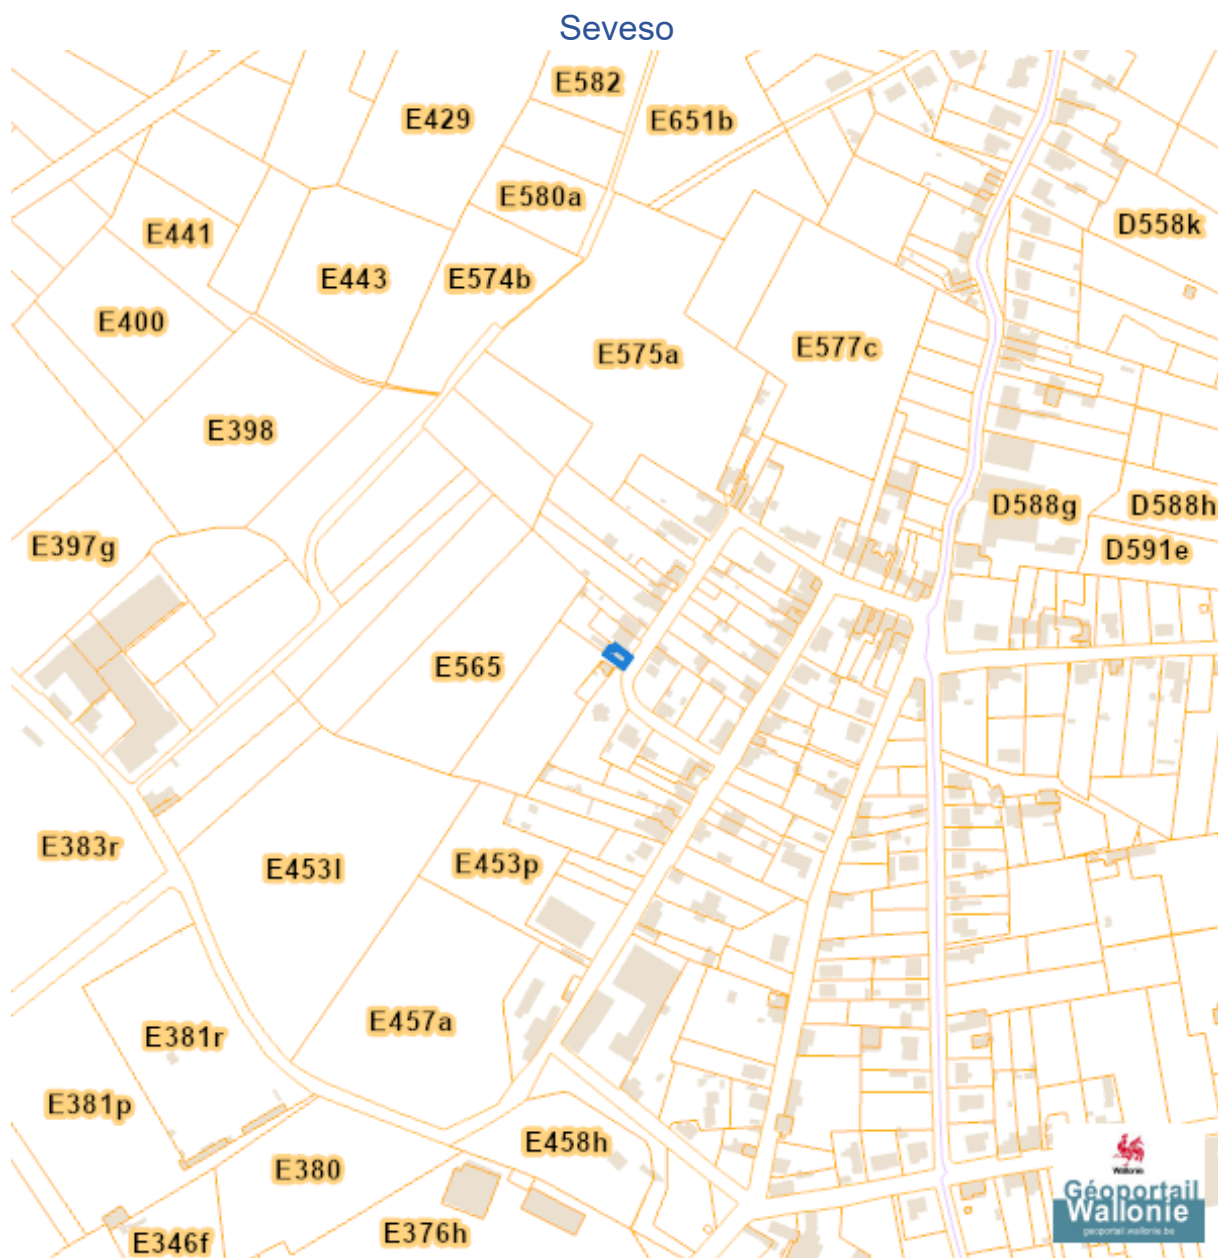 Seveso
E582
E429
E651b
E580a
D558k
E441
E443
E574b
E400
E575a
E577c
E398
D588g
D588h
E397g
D591e
E565
E383r
E453l
E453p
E457a
E381r
E381p
E458h
E380
E376h
E346f
Wallonie
Géoportail
Wallonie
geoportail.wallonie.be